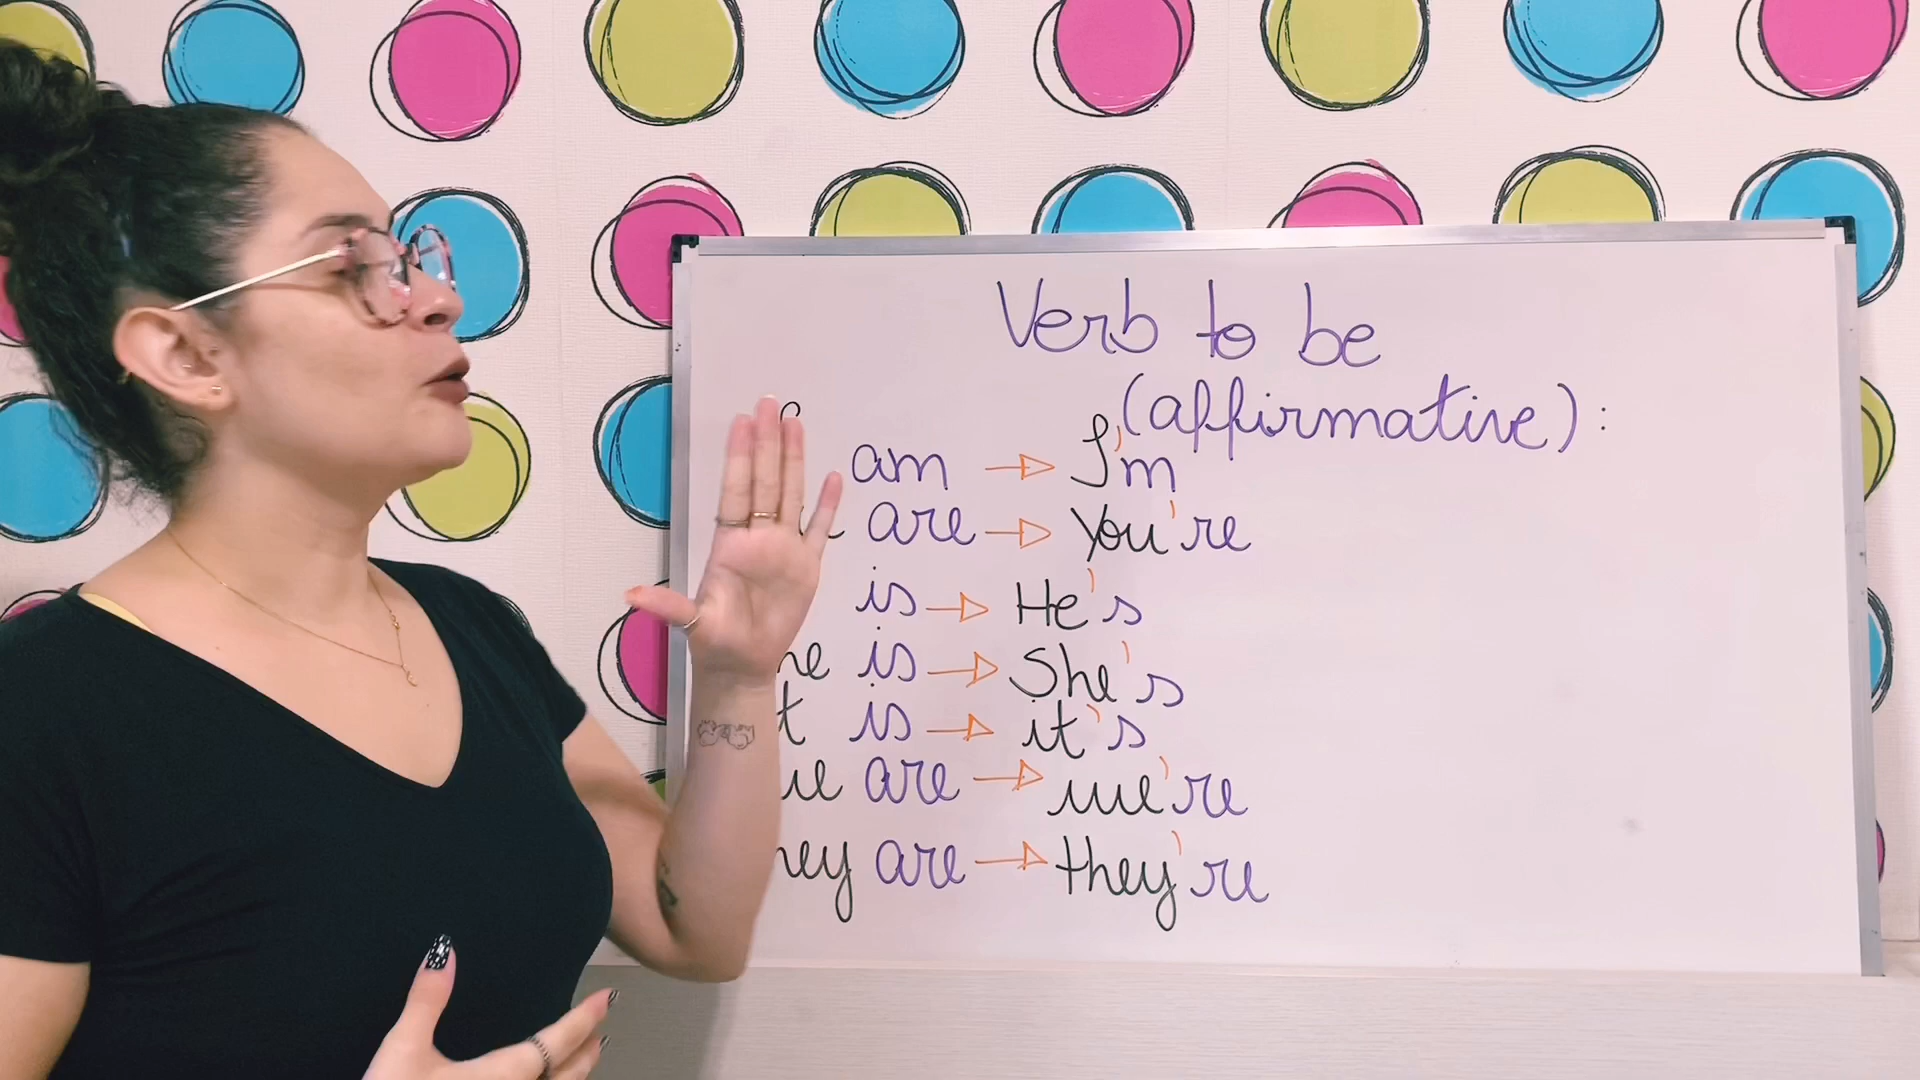 Verb to be
(affirmative):
am → I'm
are → You're
is → He's
is → She's
is → it's
are → we're
are → they're